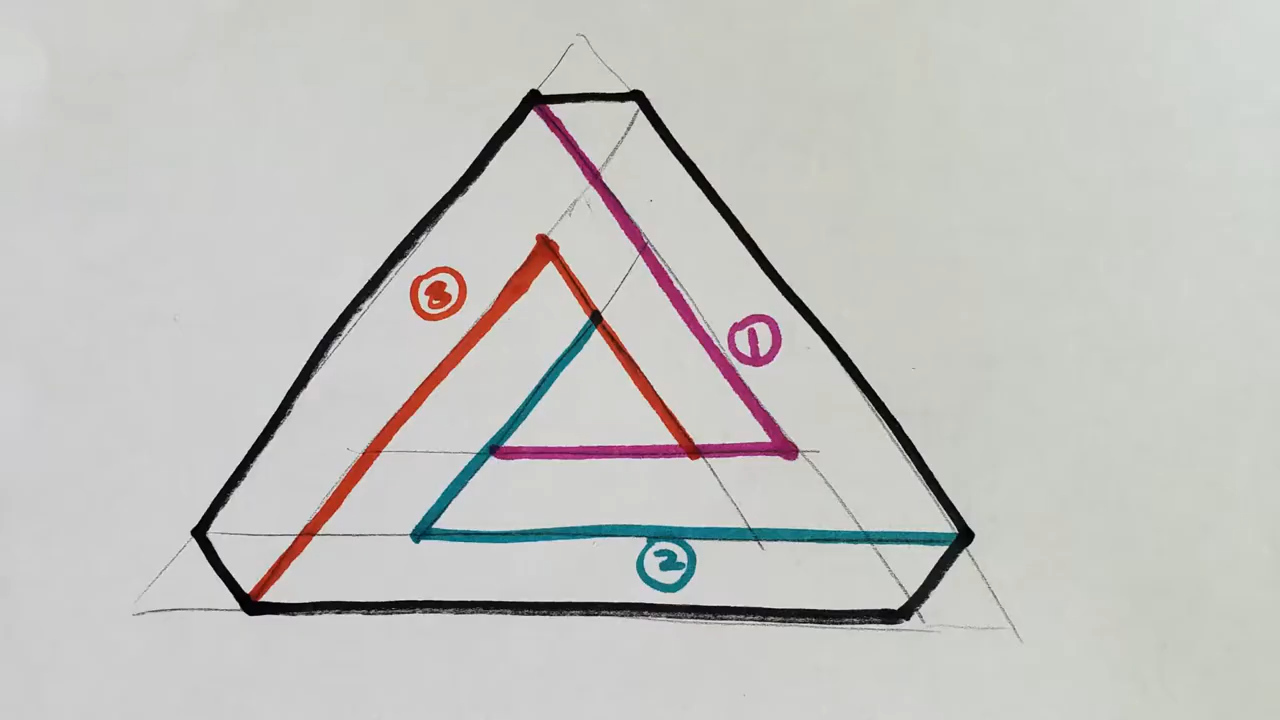 ③
①
②